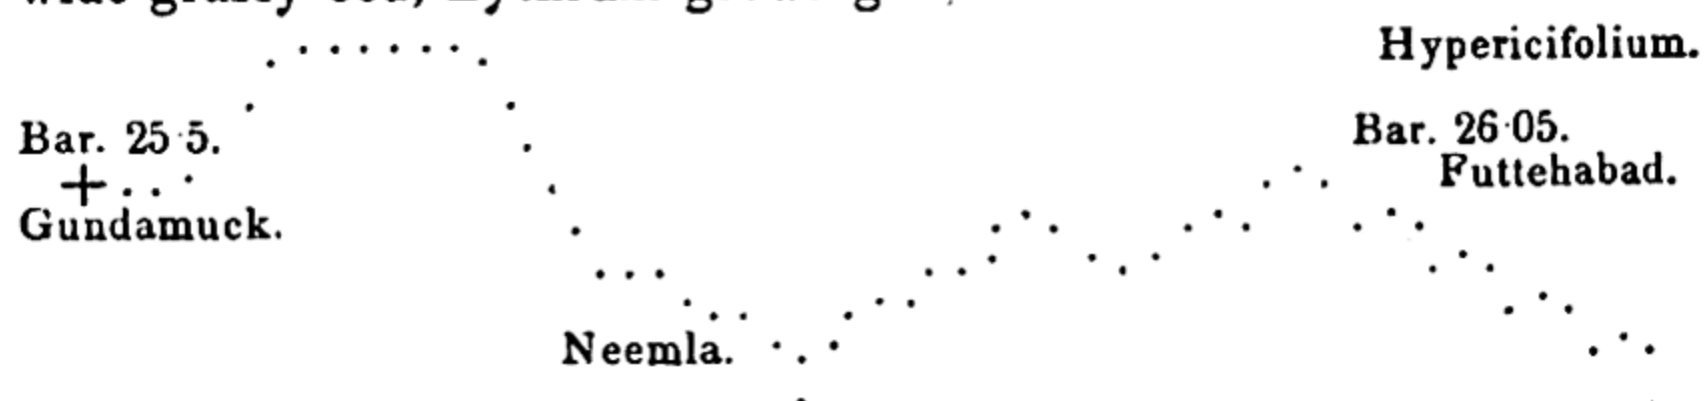 Hypericifolium.
Bar. 25·5.
Bar. 26·05.
Futtehabad.
Gundamuck.
Neemla.